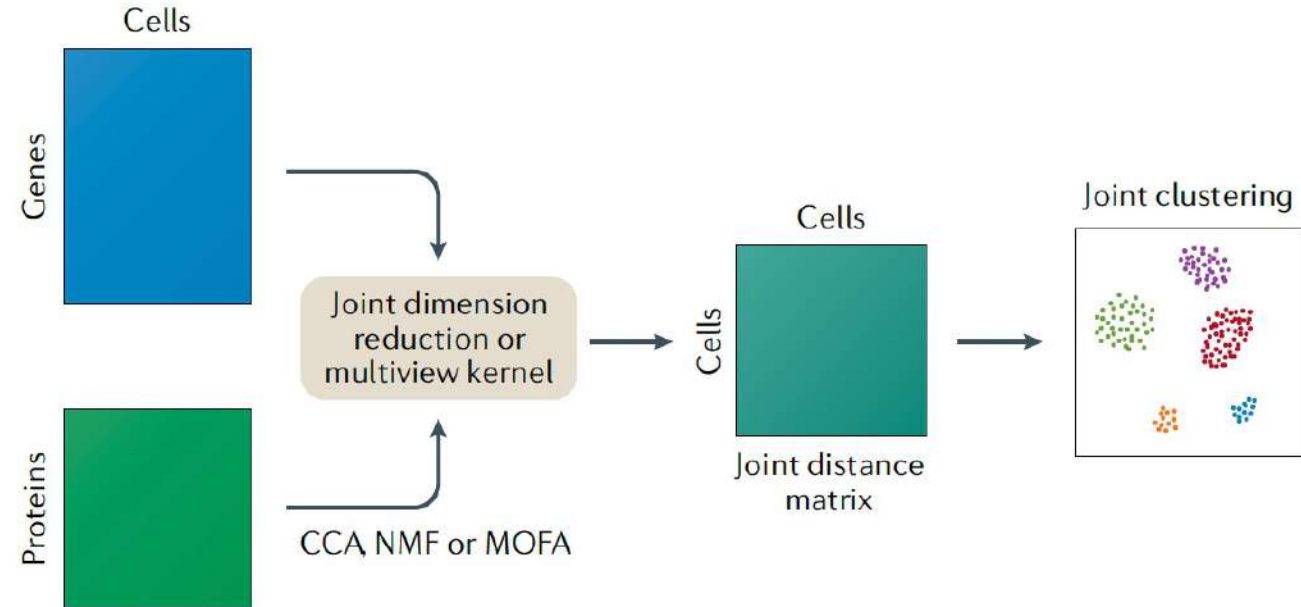 Cells
Genes
Joint dimension
reduction or
multiview kernel
Proteins
CCA, NMF or MOFA
Cells
Cells
Joint distance
matrix
Joint clustering